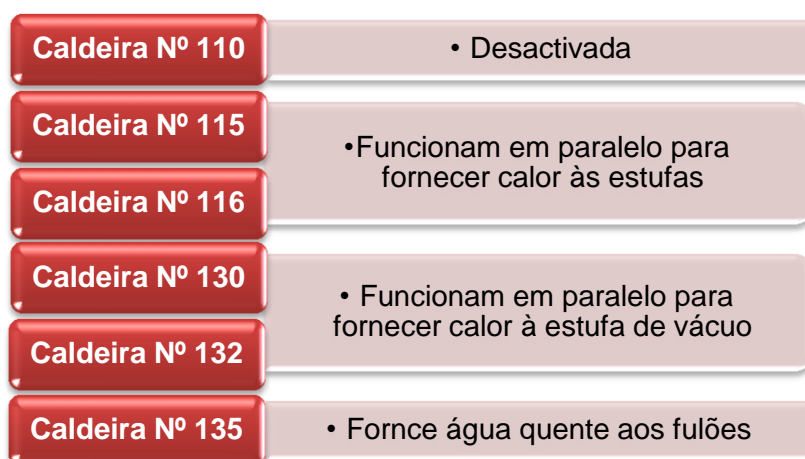 Caldeira Nº 110
• Desactivada
Caldeira Nº 115
Caldeira Nº 116
•Funcionam em paralelo para
fornecer calor às estufas
Caldeira Nº 130
Caldeira Nº 132
• Funcionam em paralelo para
fornecer calor à estufa de vácuo
Caldeira Nº 135
• Fornce água quente aos fulões